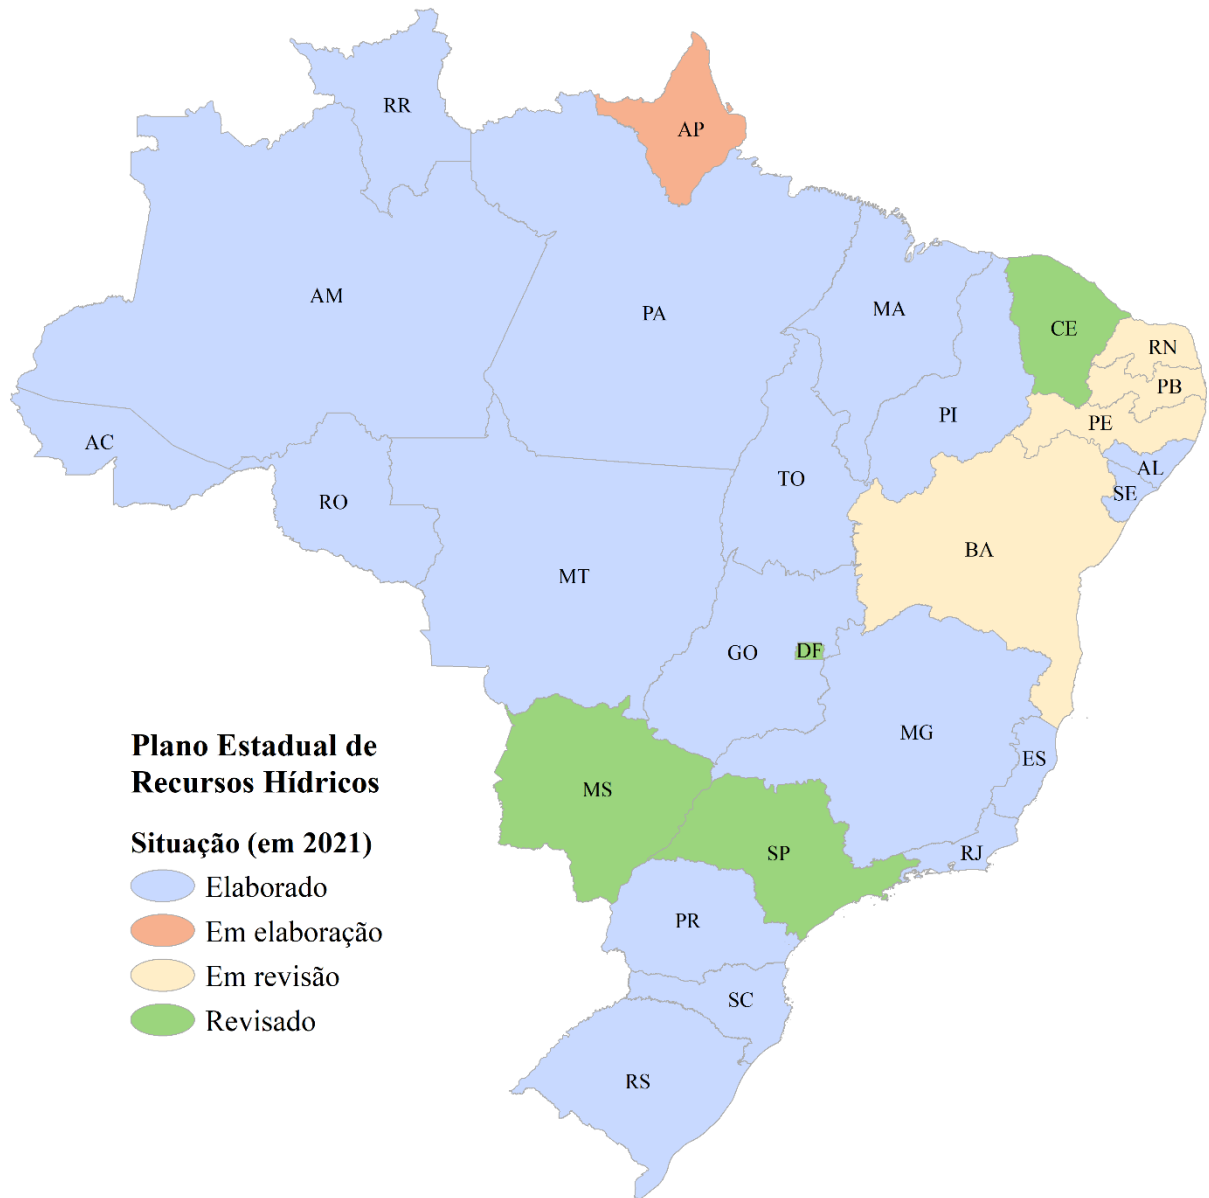 RR
AP
AM
PA
MA
CE
RN
PB
PI
PE
AC
AL
TO
SE
RO
BA
MT
GO
DF
MG
ES
MS
SP
RJ
PR
SC
RS
Plano Estadual de
Recursos Hídricos
Situação (em 2021)
Elaborado
Em elaboração
Em revisão
Revisado